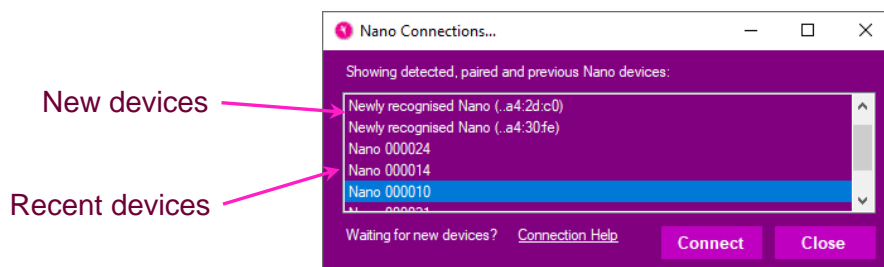 Nano Connections...
Showing detected, paired and previous Nano devices:
New devices
Newly recognised Nano (..a4:2d:c0)
Newly recognised Nano (..a4:30:fe)
Nano 000024
Nano 000014
Recent devices
Nano 000010
Waiting for new devices? Connection Help
Connect Close